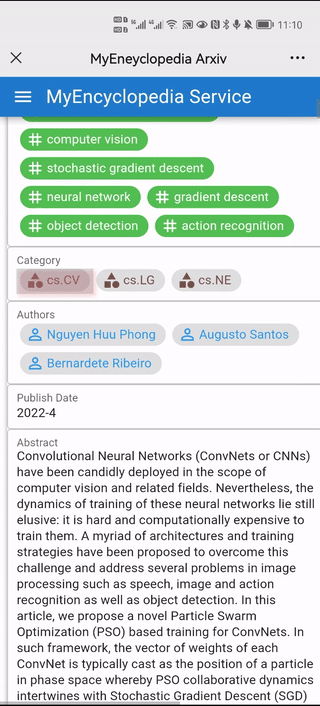 11:10
MyEneyclopedia Arxiv
MyEncyclopedia Service
computer vision
stochastic gradient descent
neural network gradient descent
object detection action recognition
Category
cs.CV cs.LG cs.NE
Authors
Nguyen Huu Phong Augusto Santos
Bernardete Ribeiro
Publish Date
2022-4
Abstract
Convolutional Neural Networks (ConvNets or CNNs)
have been candidly deployed in the scope of
computer vision and related fields. Nevertheless, the
dynamics of training of these neural networks lie still
elusive: it is hard and computationally expensive to
train them. A myriad of architectures and training
strategies have been proposed to overcome this
challenge and address several problems in image
processing such as speech, image and action
recognition as well as object detection. In this
article, we propose a novel Particle Swarm
Optimization (PSO) based training for ConvNets. In
such framework, the vector of weights of each
ConvNet is typically cast as the position of a particle
in phase space whereby PSO collaborative dynamics
intertwines with Stochastic Gradient Descent (SGD)